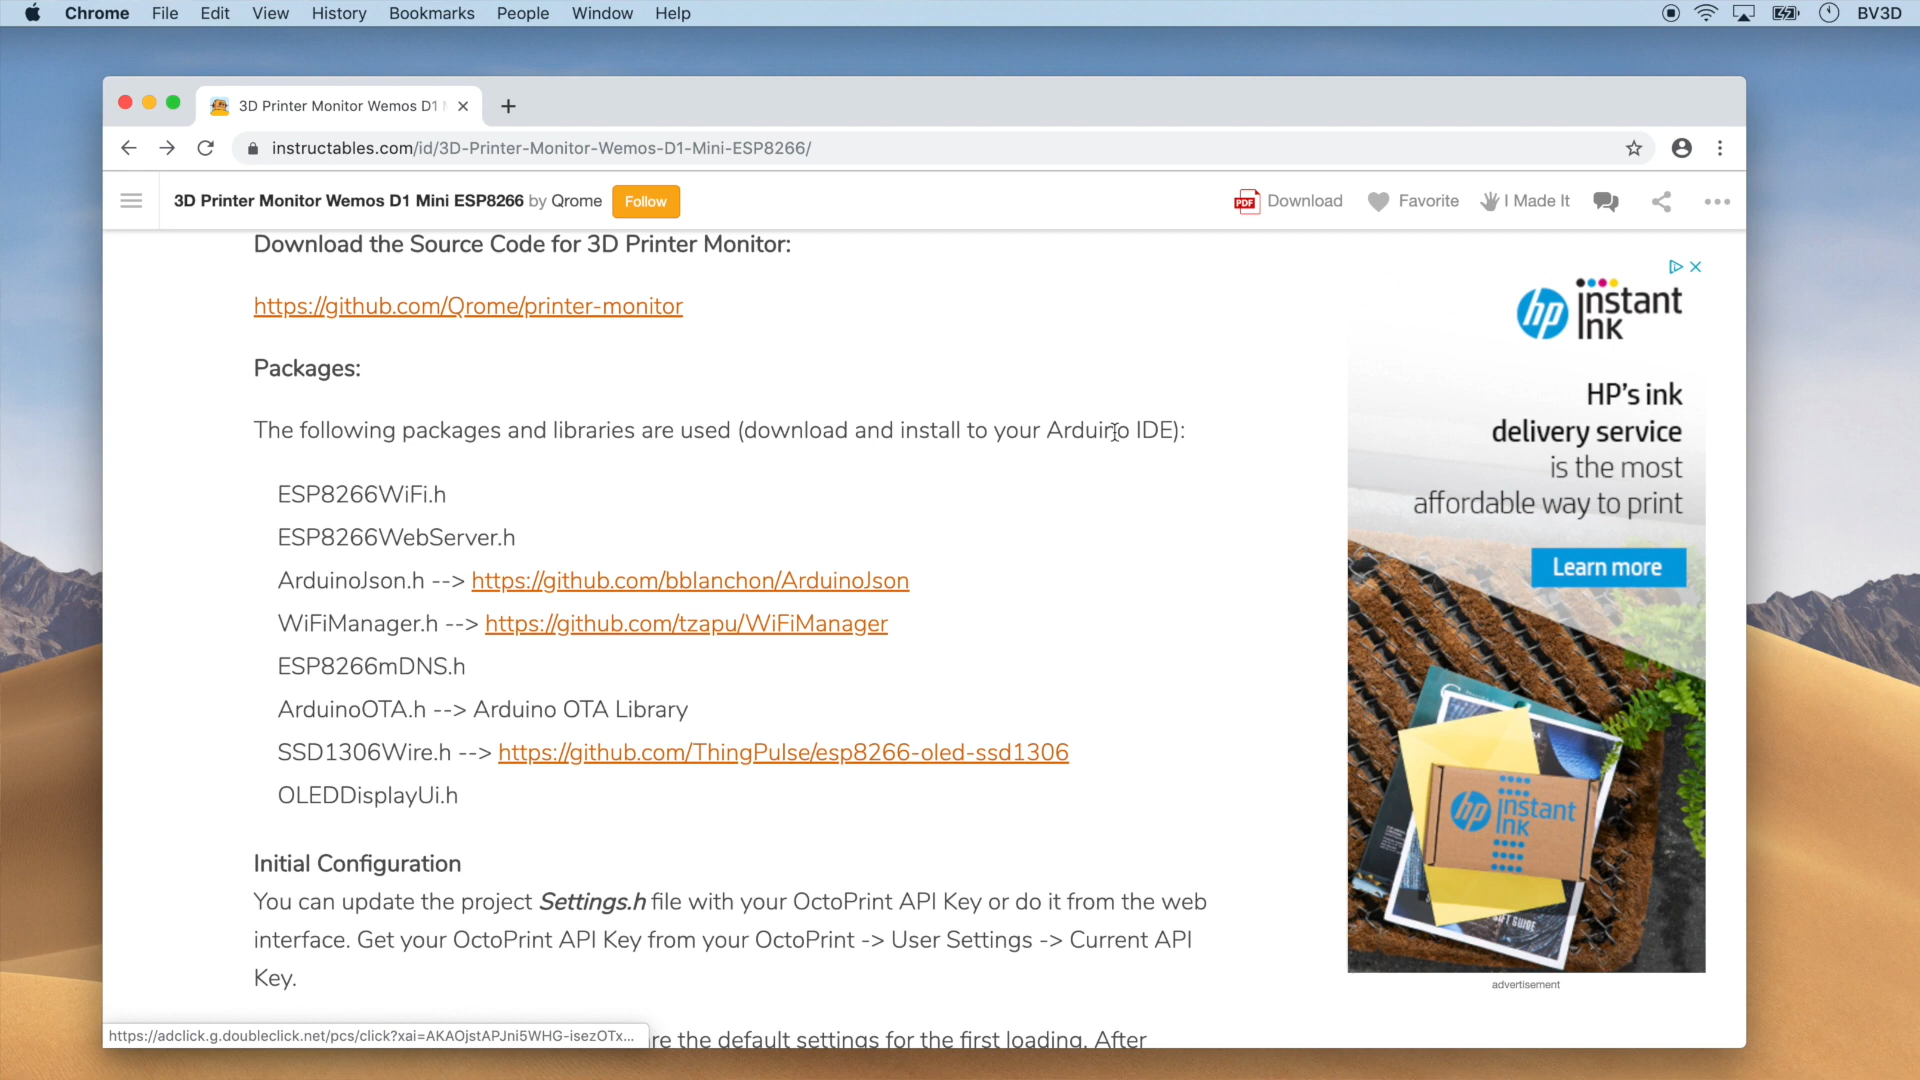 Chrome File Edit View History Bookmarks People Window Help BV3D
3D Printer Monitor Wemos D1
instructables.com/id/3D-Printer-Monitor-Wemos-D1-Mini-ESP8266/
3D Printer Monitor Wemos D1 Mini ESP8266 by Qrome Follow PDF Download Favorite I Made It
Download the Source Code for 3D Printer Monitor:
https://github.com/Qrome/printer-monitor
Packages:
The following packages and libraries are used (download and install to your Arduino IDE):
ESP8266WiFi.h
ESP8266WebServer.h
ArduinoJson.h --> https://github.com/bblanchon/ArduinoJson
WiFiManager.h --> https://github.com/tzapu/WiFiManager
ESP8266mDNS.h
ArduinoOTA.h --> Arduino OTA Library
SSD1306Wire.h --> https://github.com/ThingPulse/esp8266-oled-ssd1306
OLEDDisplayUi.h
Initial Configuration
You can update the project Settings.h file with your OctoPrint API Key or do it from the web
interface. Get your OctoPrint API Key from your OctoPrint -> User Settings -> Current API
Key.
re the default settings for the first loading. After
https://adclick.g.doubleclick.net/pcs/click?xai=AKAOjstAPJni5WHG-isezOTx...
hp instant
ink
HP's ink
delivery service
is the most
affordable way to print
Learn more
hp instant
ink
GIFT GUIDE
advertisement